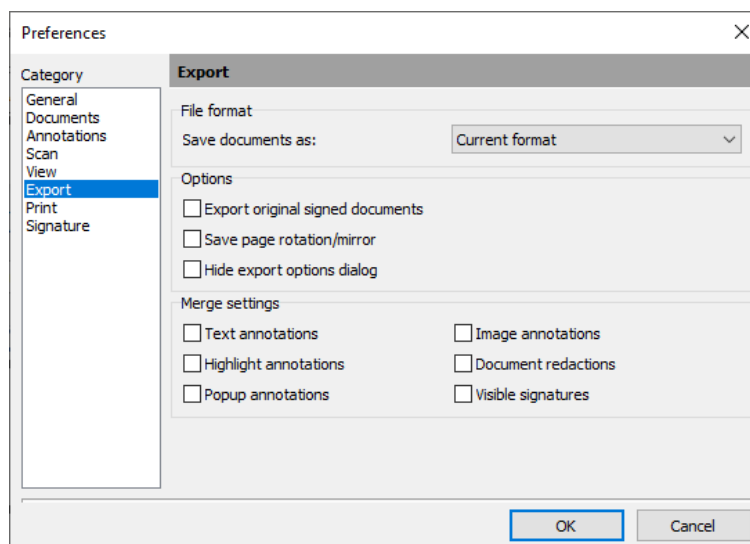 Preferences
Category
General
Documents
Annotations
Scan
View
Export
Print
Signature
Export
File format
Save documents as: Current format
Options
Export original signed documents
Save page rotation/mirror
Hide export options dialog
Merge settings
Text annotations Image annotations
Highlight annotations Document redactions
Popup annotations Visible signatures
OK Cancel